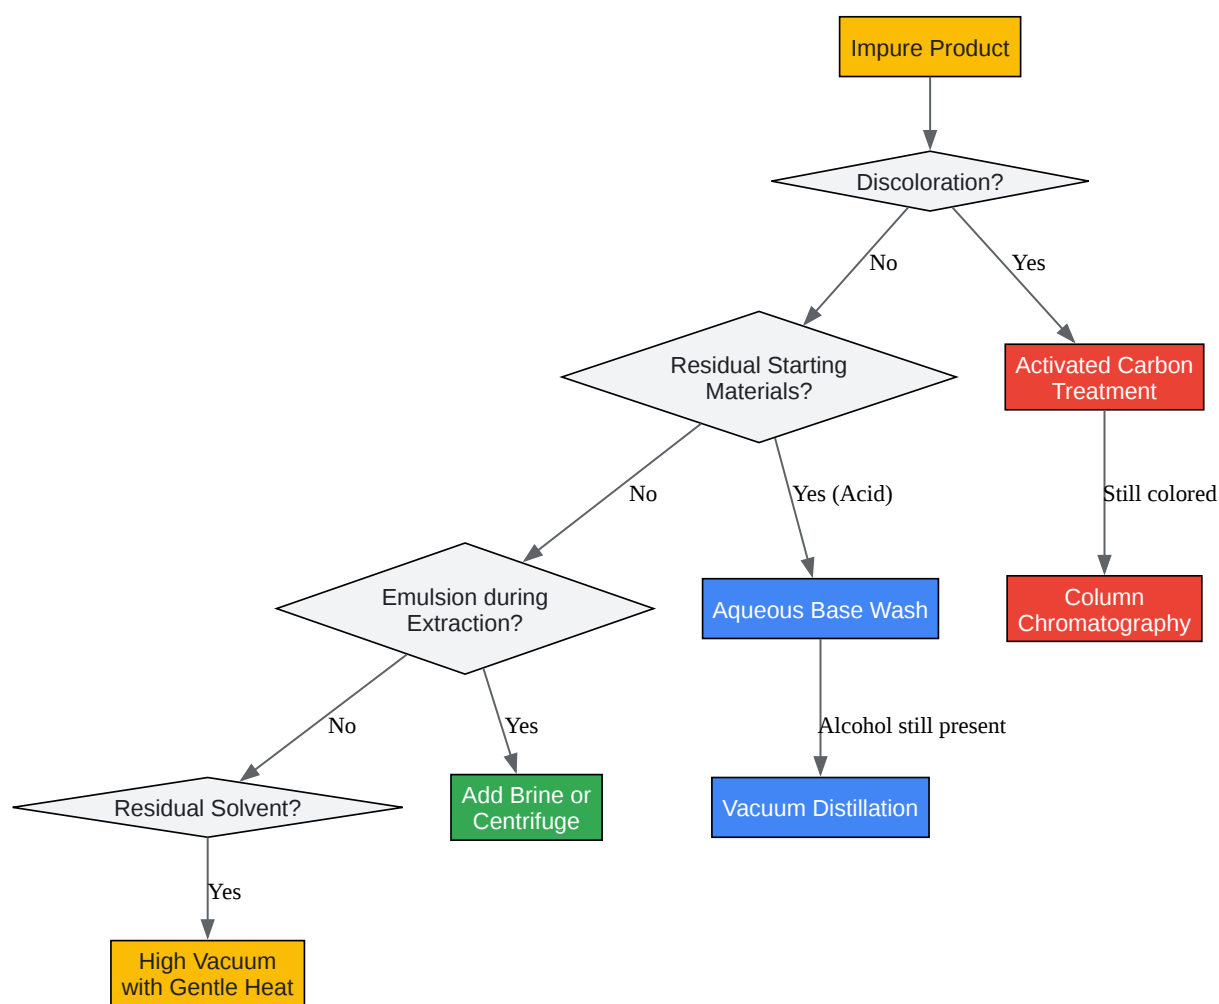 Impure Product
Discoloration?
No
Yes
Residual Starting
Materials?
Activated Carbon
Treatment
No
Yes (Acid)
Still colored
Emulsion during
Extraction?
Aqueous Base Wash
Column
Chromatography
No
Yes
Alcohol still present
Residual Solvent?
Add Brine or
Centrifuge
Vacuum Distillation
Yes
High Vacuum
with Gentle Heat